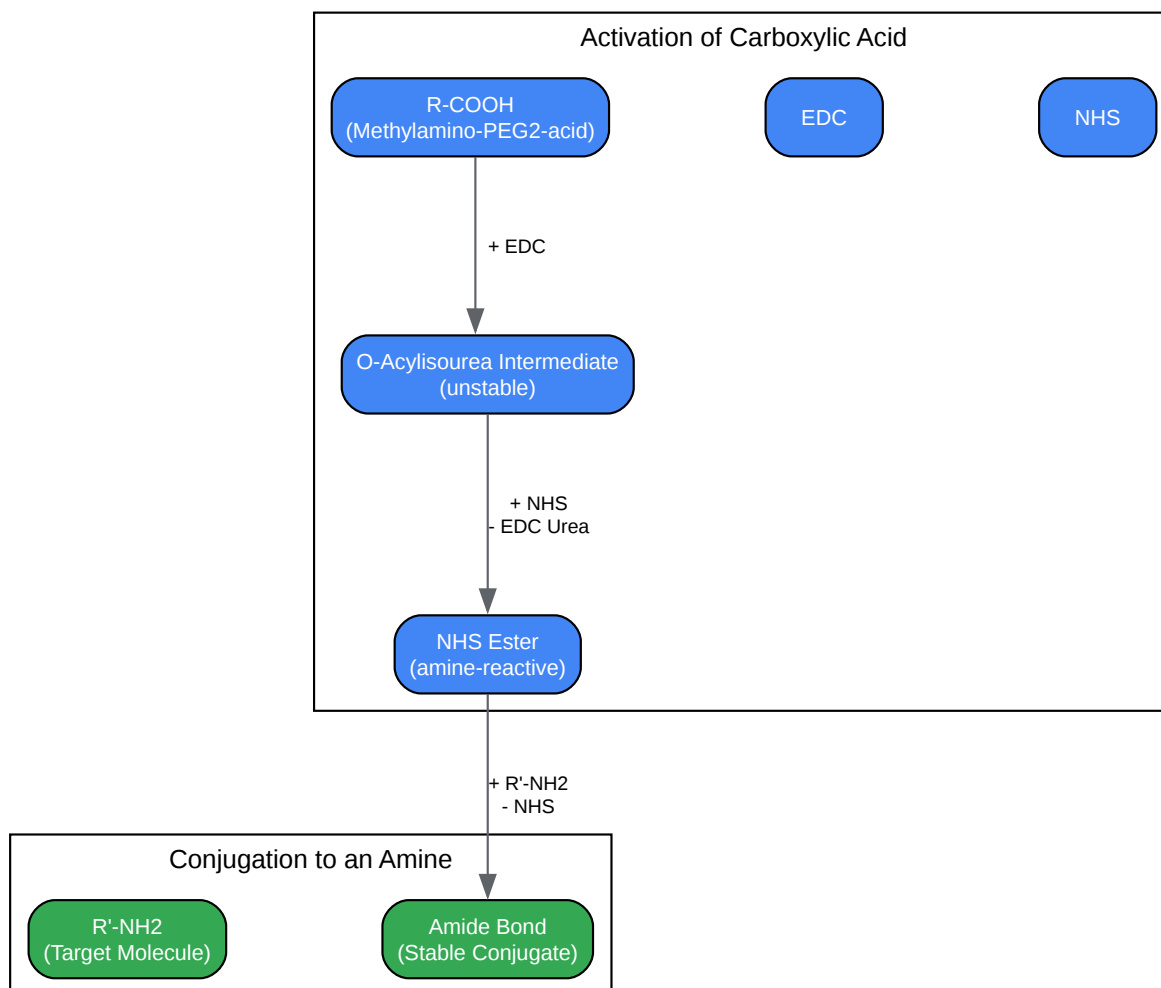 Activation of Carboxylic Acid
R-COOH
(Methylamino-PEG2-acid)
EDC
NHS
+ EDC
O-Acylisourea Intermediate
(unstable)
+ NHS
- EDC Urea
NHS Ester
(amine-reactive)
+ R'-NH2
- NHS
Conjugation to an Amine
R'-NH2
(Target Molecule)
Amide Bond
(Stable Conjugate)